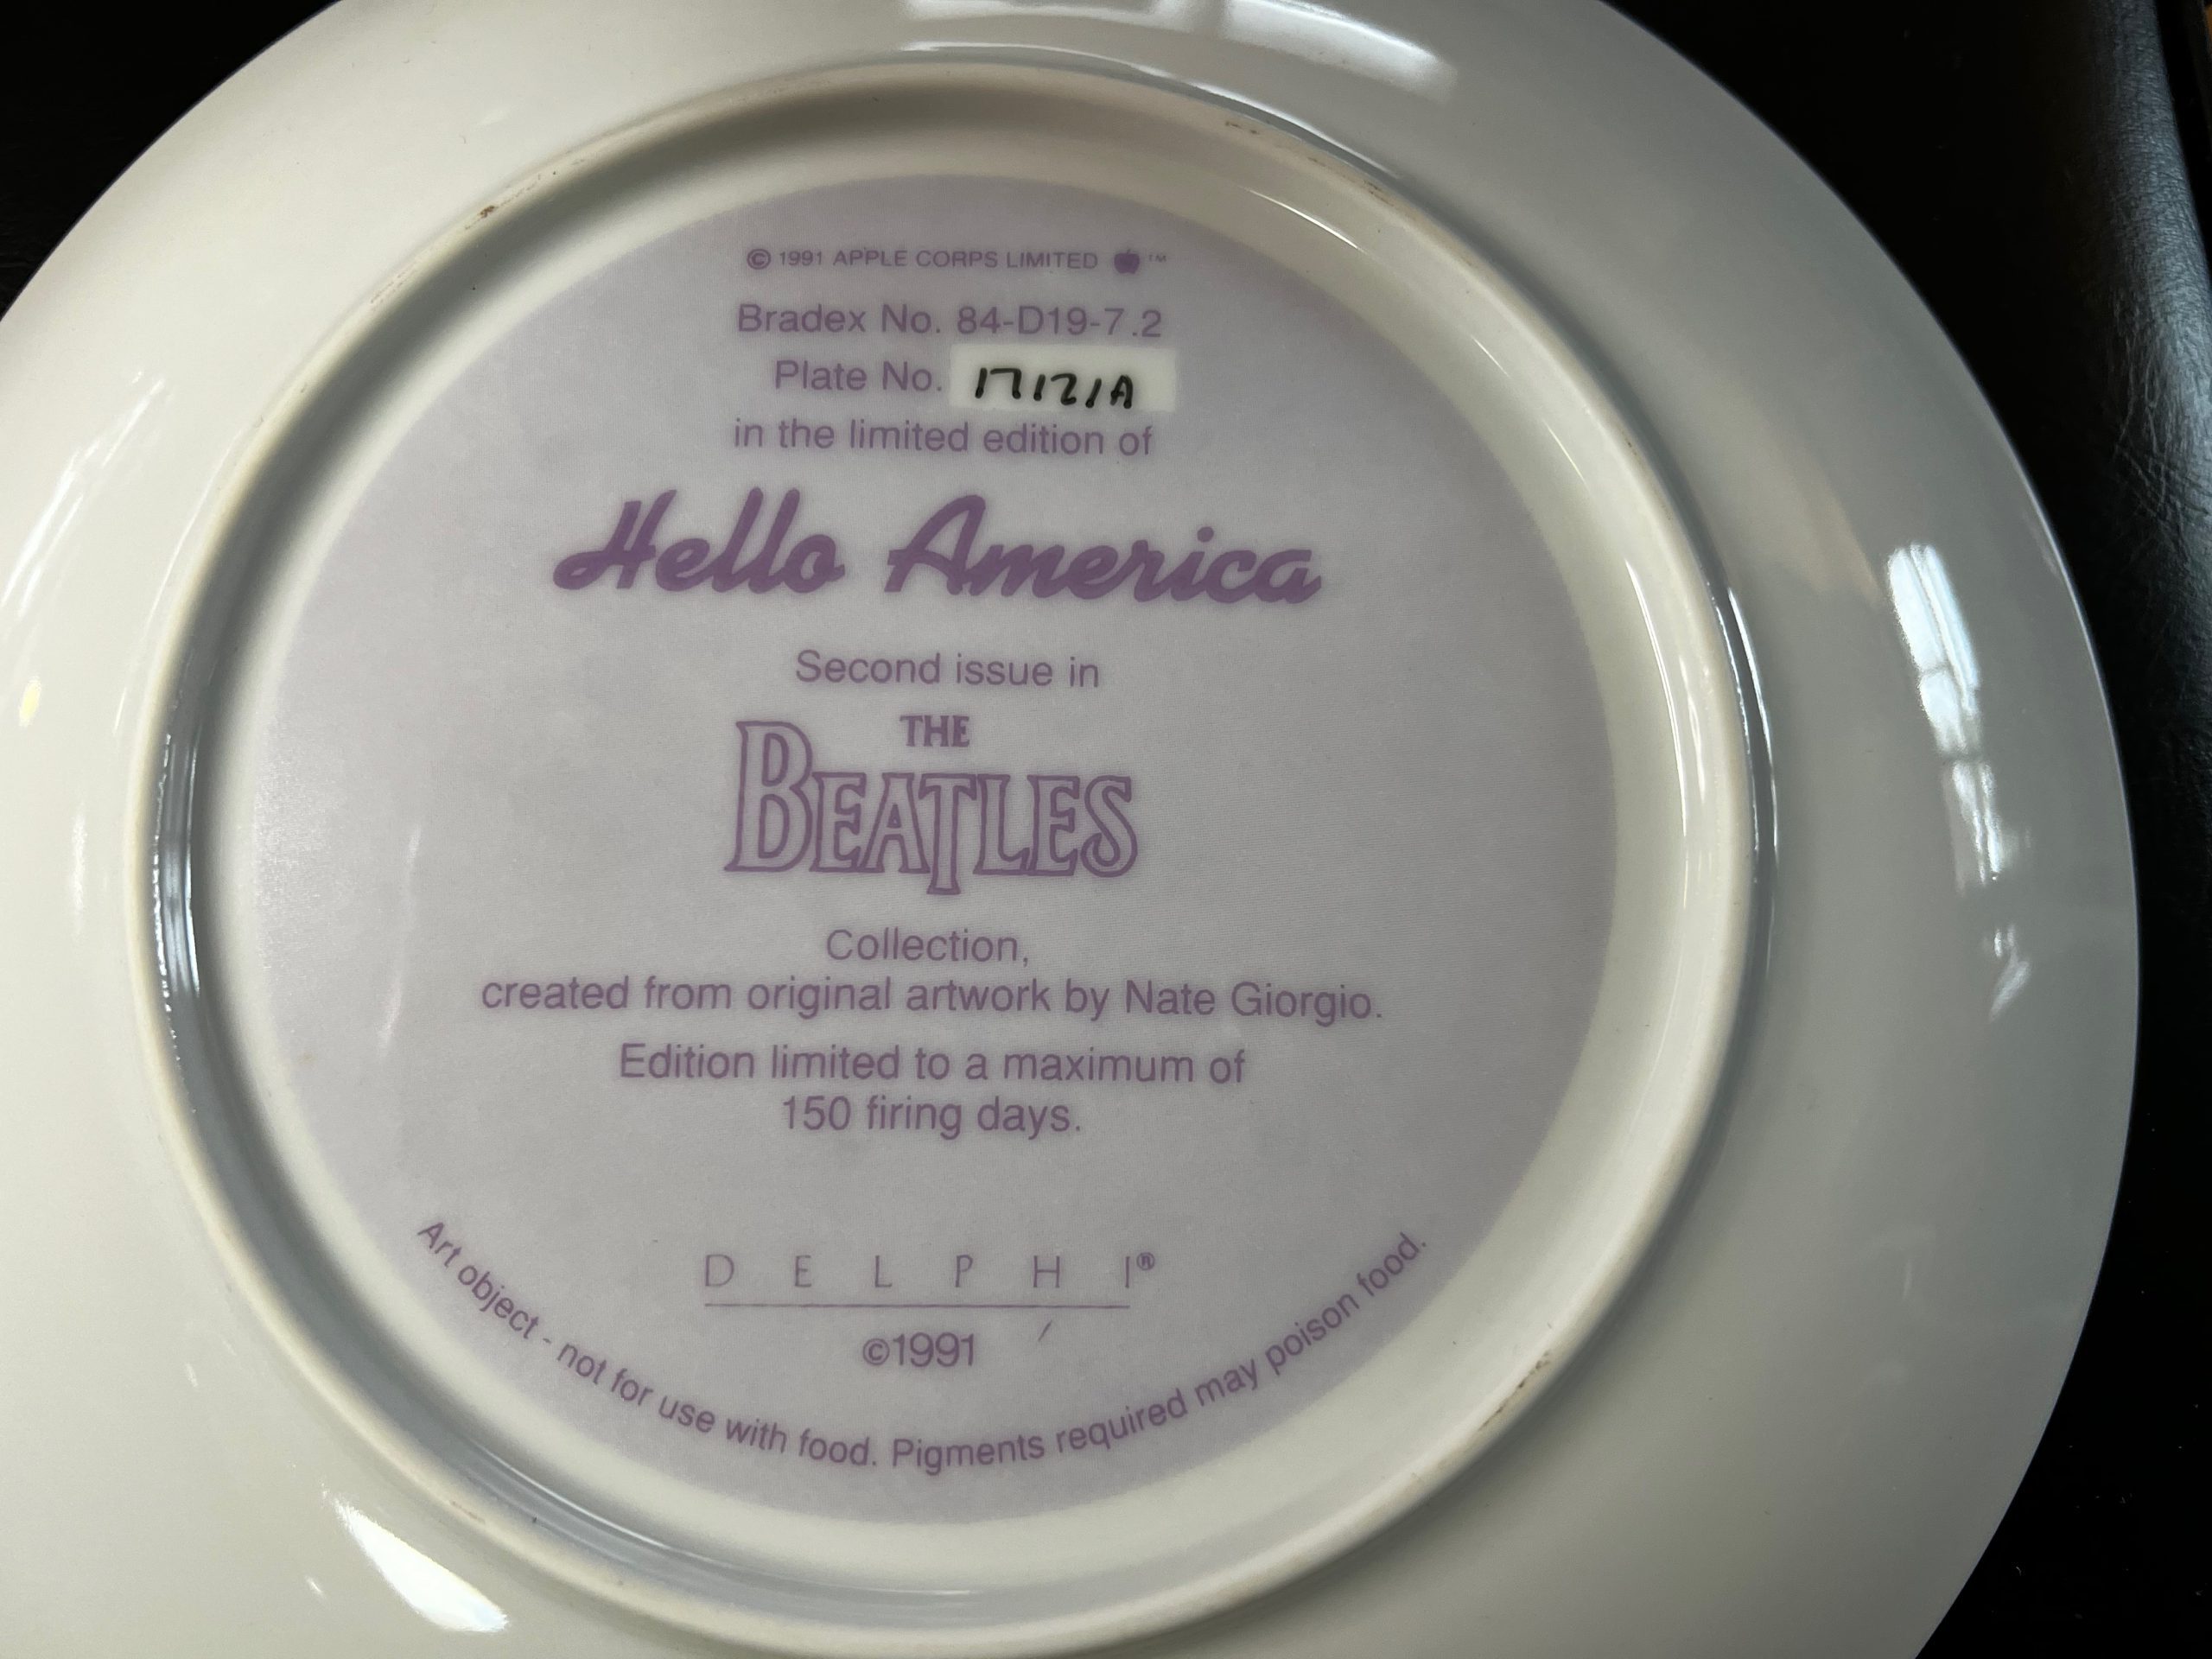 © 1991 APPLE CORPS LIMITED ™
Bradex No. 84-D19-7.2
Plate No. 17121A
in the limited edition of
Hello America
Second issue in
THE
BEATLES
Collection,
created from original artwork by Nate Giorgio.
Edition limited to a maximum of
150 firing days.
DELPHI®
©1991
Art object - not for use with food. Pigments required may poison food.